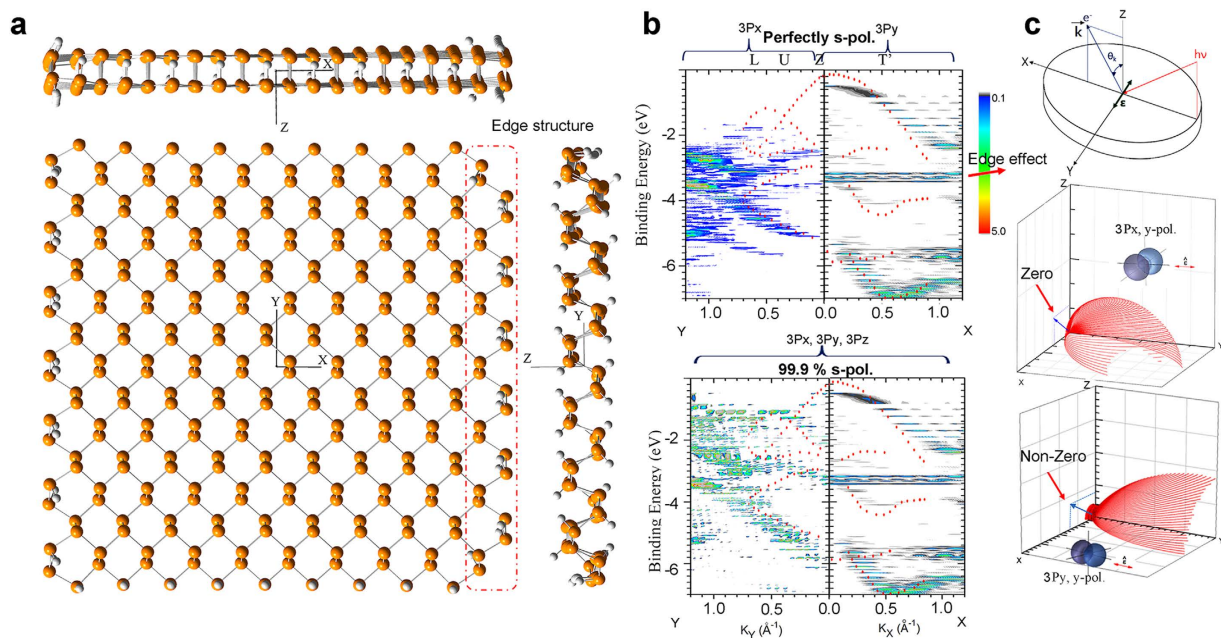 a
X
Z
Edge structure
Y
X
Y
Z
b
3Px
Perfectly s-pol.
3Py
L U Z T'
Binding Energy (eV)
-2
-4
-6
0.1
5.0
Edge effect
Y
1.0 0.5 0.0 0.5 1.0
X
3Px, 3Py, 3Pz
99.9 % s-pol.
Binding Energy (eV)
-2
-4
-6
Y
1.0 0.5 0.0 0.5 1.0
X
KY (Å-1)
KX (Å-1)
c
Z
e-
k
θk
hν
X
ε
Y
Z
3Px, y-pol.
ε̂
Zero
X
Y
Z
Non-Zero
X
Y
3Py, y-pol.
ε̂